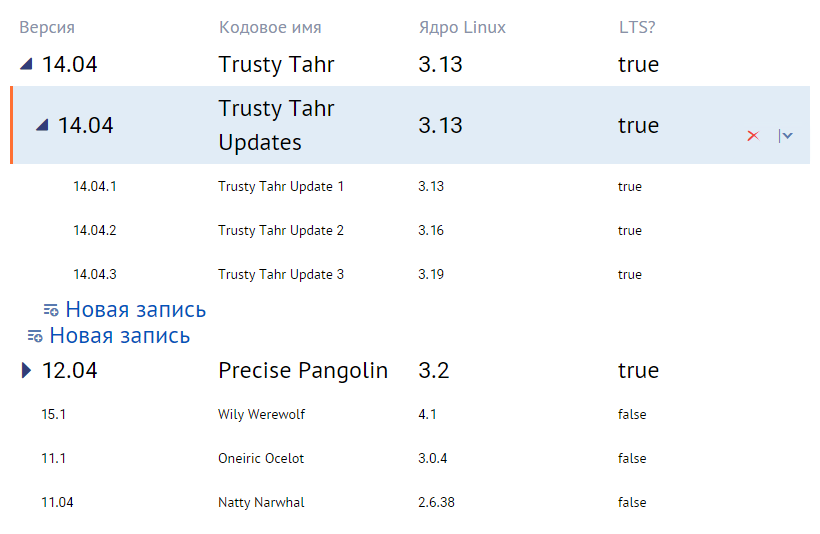 Версия Кодовое имя Ядро Linux LTS?
14.04 Trusty Tahr 3.13 true
14.04 Trusty Tahr Updates 3.13 true
14.04.1 Trusty Tahr Update 1 3.13 true
14.04.2 Trusty Tahr Update 2 3.16 true
14.04.3 Trusty Tahr Update 3 3.19 true
Новая запись
Новая запись
12.04 Precise Pangolin 3.2 true
15.1 Wily Werewolf 4.1 false
11.1 Oneiric Ocelot 3.0.4 false
11.04 Natty Narwhal 2.6.38 false